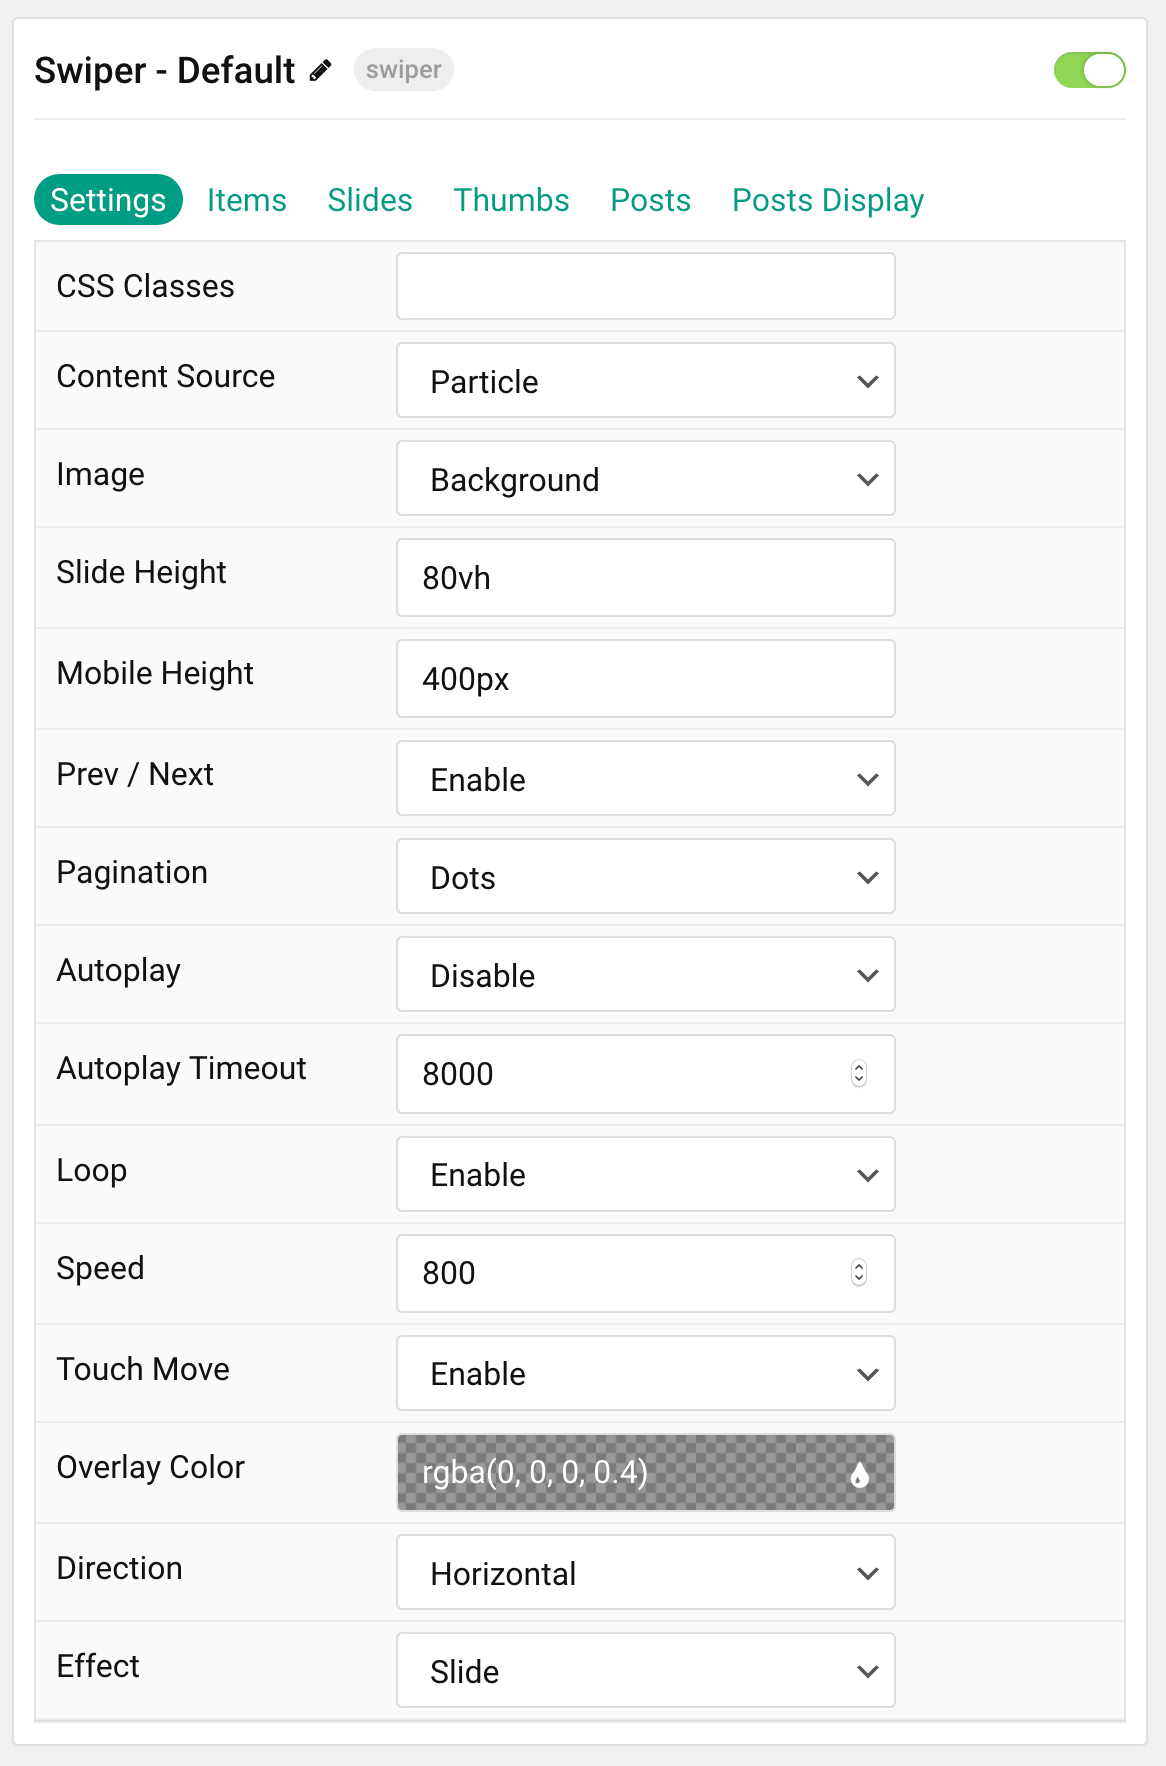 Swiper - Default swiper
Settings Items Slides Thumbs Posts Posts Display
CSS Classes
Content Source Particle
Image Background
Slide Height 80vh
Mobile Height 400px
Prev / Next Enable
Pagination Dots
Autoplay Disable
Autoplay Timeout 8000
Loop Enable
Speed 800
Touch Move Enable
Overlay Color rgba(0, 0, 0, 0.4)
Direction Horizontal
Effect Slide